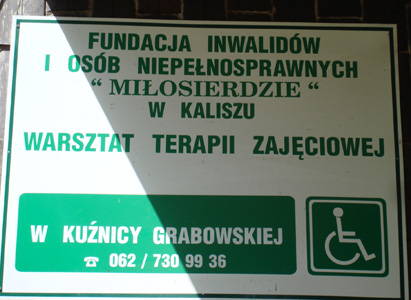 FUNDACJA INWALIDÓW
I OSÓB NIEPEŁNOSPRAWNYCH
“ MIŁOSIERDZIE “
W KALISZU
WARSZTAT TERAPII ZAJĘCIOWEJ
W KUŹNICY GRABOWSKIEJ
☎ 062 / 730 99 36